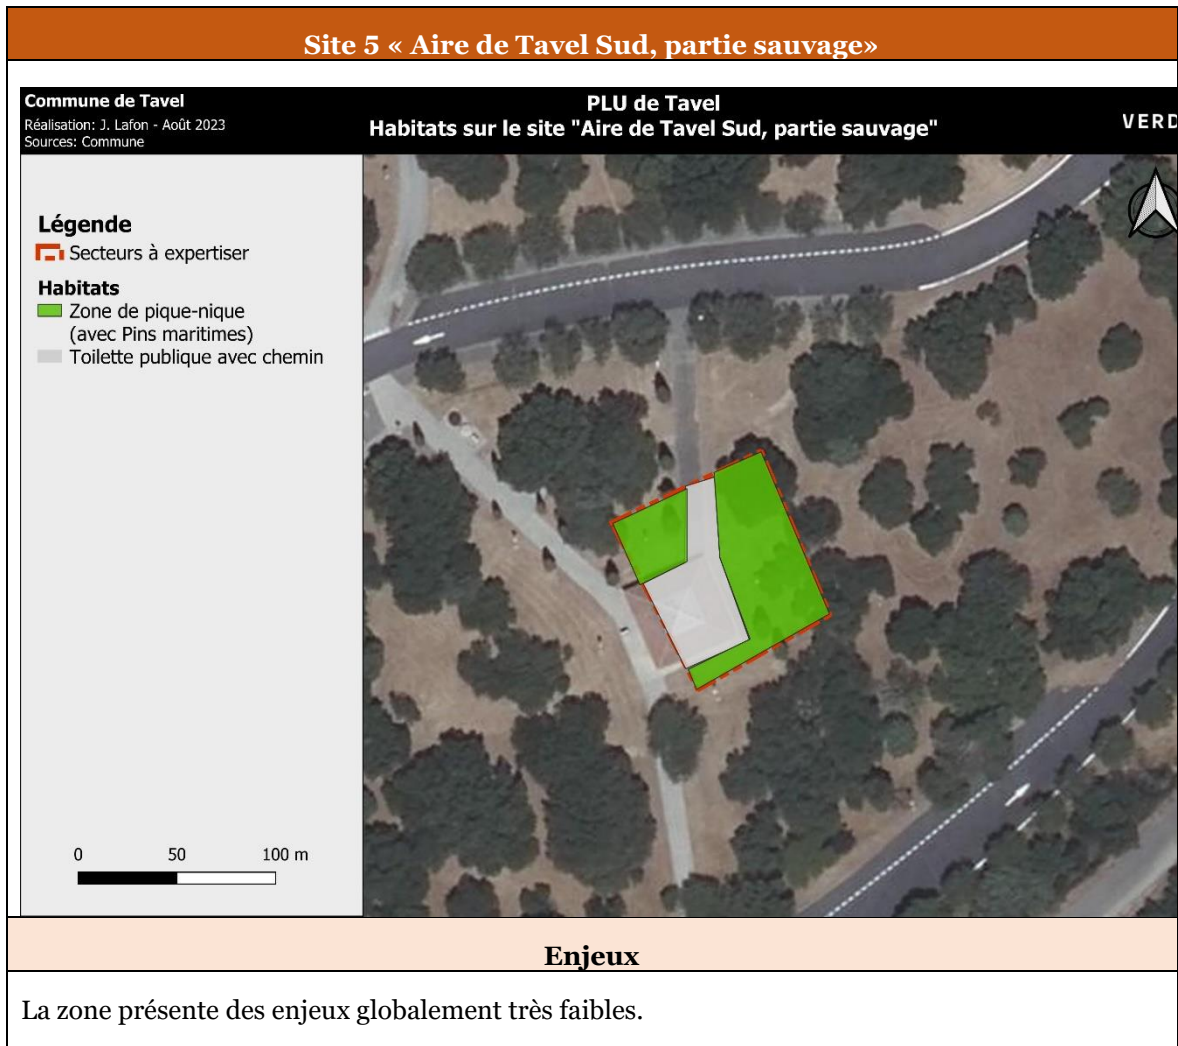 Site 5 « Aire de Tavel Sud, partie sauvage»
Commune de Tavel
Réalisation: J. Lafon - Août 2023
Sources: Commune
PLU de Tavel
Habitats sur le site "Aire de Tavel Sud, partie sauvage"
VERD
Légende
Secteurs à expertiser
Habitats
Zone de pique-nique
(avec Pins maritimes)
Toilette publique avec chemin
0 50 100 m
Enjeux
La zone présente des enjeux globalement très faibles.